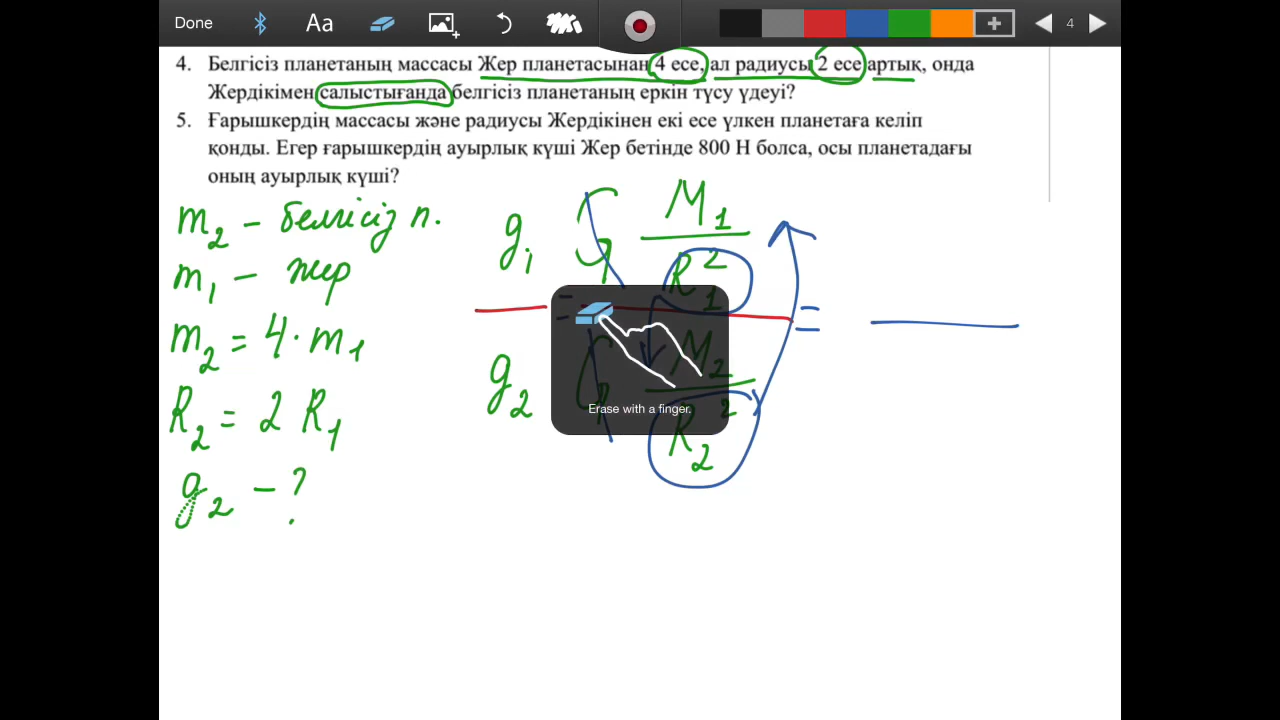 Done Aa 4
4. Белгісіз планетаның массасы Жер планетасынан 4 есе, ал радиусы 2 есе артық, онда
Жердікімен салыстығанда белгісіз планетаның еркін түсу үдеуі?
5. Ғарышкердің массасы және радиусы Жердікінен екі есе үлкен планетаға келіп
қонды. Егер ғарышкердің ауырлық күші Жер бетінде 800 Н болса, осы планетадағы
оның ауырлық күші?
m₂ – белгісіз п.
m₁ – жер
m₂ = 4 · m₁
R₂ = 2 R₁
g₂ – ?
g₁ G M₁
R₁²
= =
g₂ G M₂
R₂²
Erase with a finger.